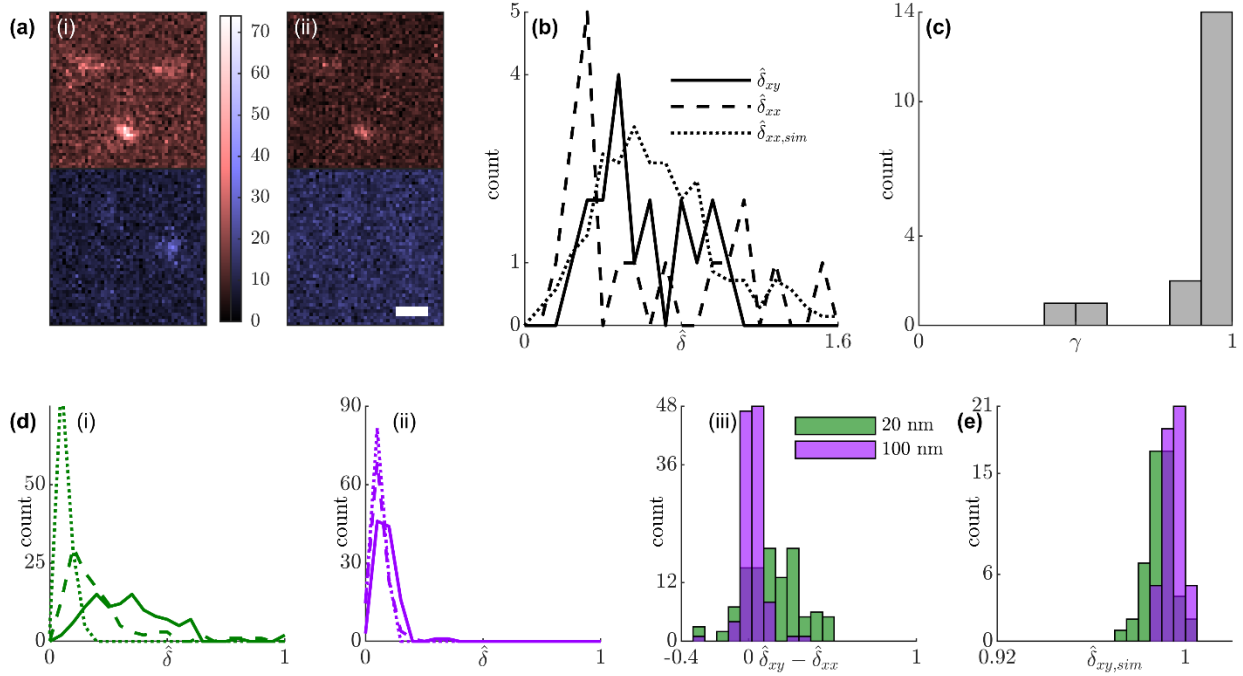 (a) (i)
70
60
50
40
30
20
10
0
(ii)
(b)
5
4
1
0
count
0 δ̂ 1.6
δ̂xy
δ̂xx
δ̂xx,sim
(c)
14
10
4
0
count
0 γ 1
(d) (i)
50
25
0
count
0 δ̂ 1
(ii)
90
60
30
0
count
0 δ̂ 1
(iii)
48
36
12
0
count
-0.4 0 δ̂xy − δ̂xx 1
20 nm
100 nm
(e)
21
15
6
0
count
0.92 δ̂xy,sim 1